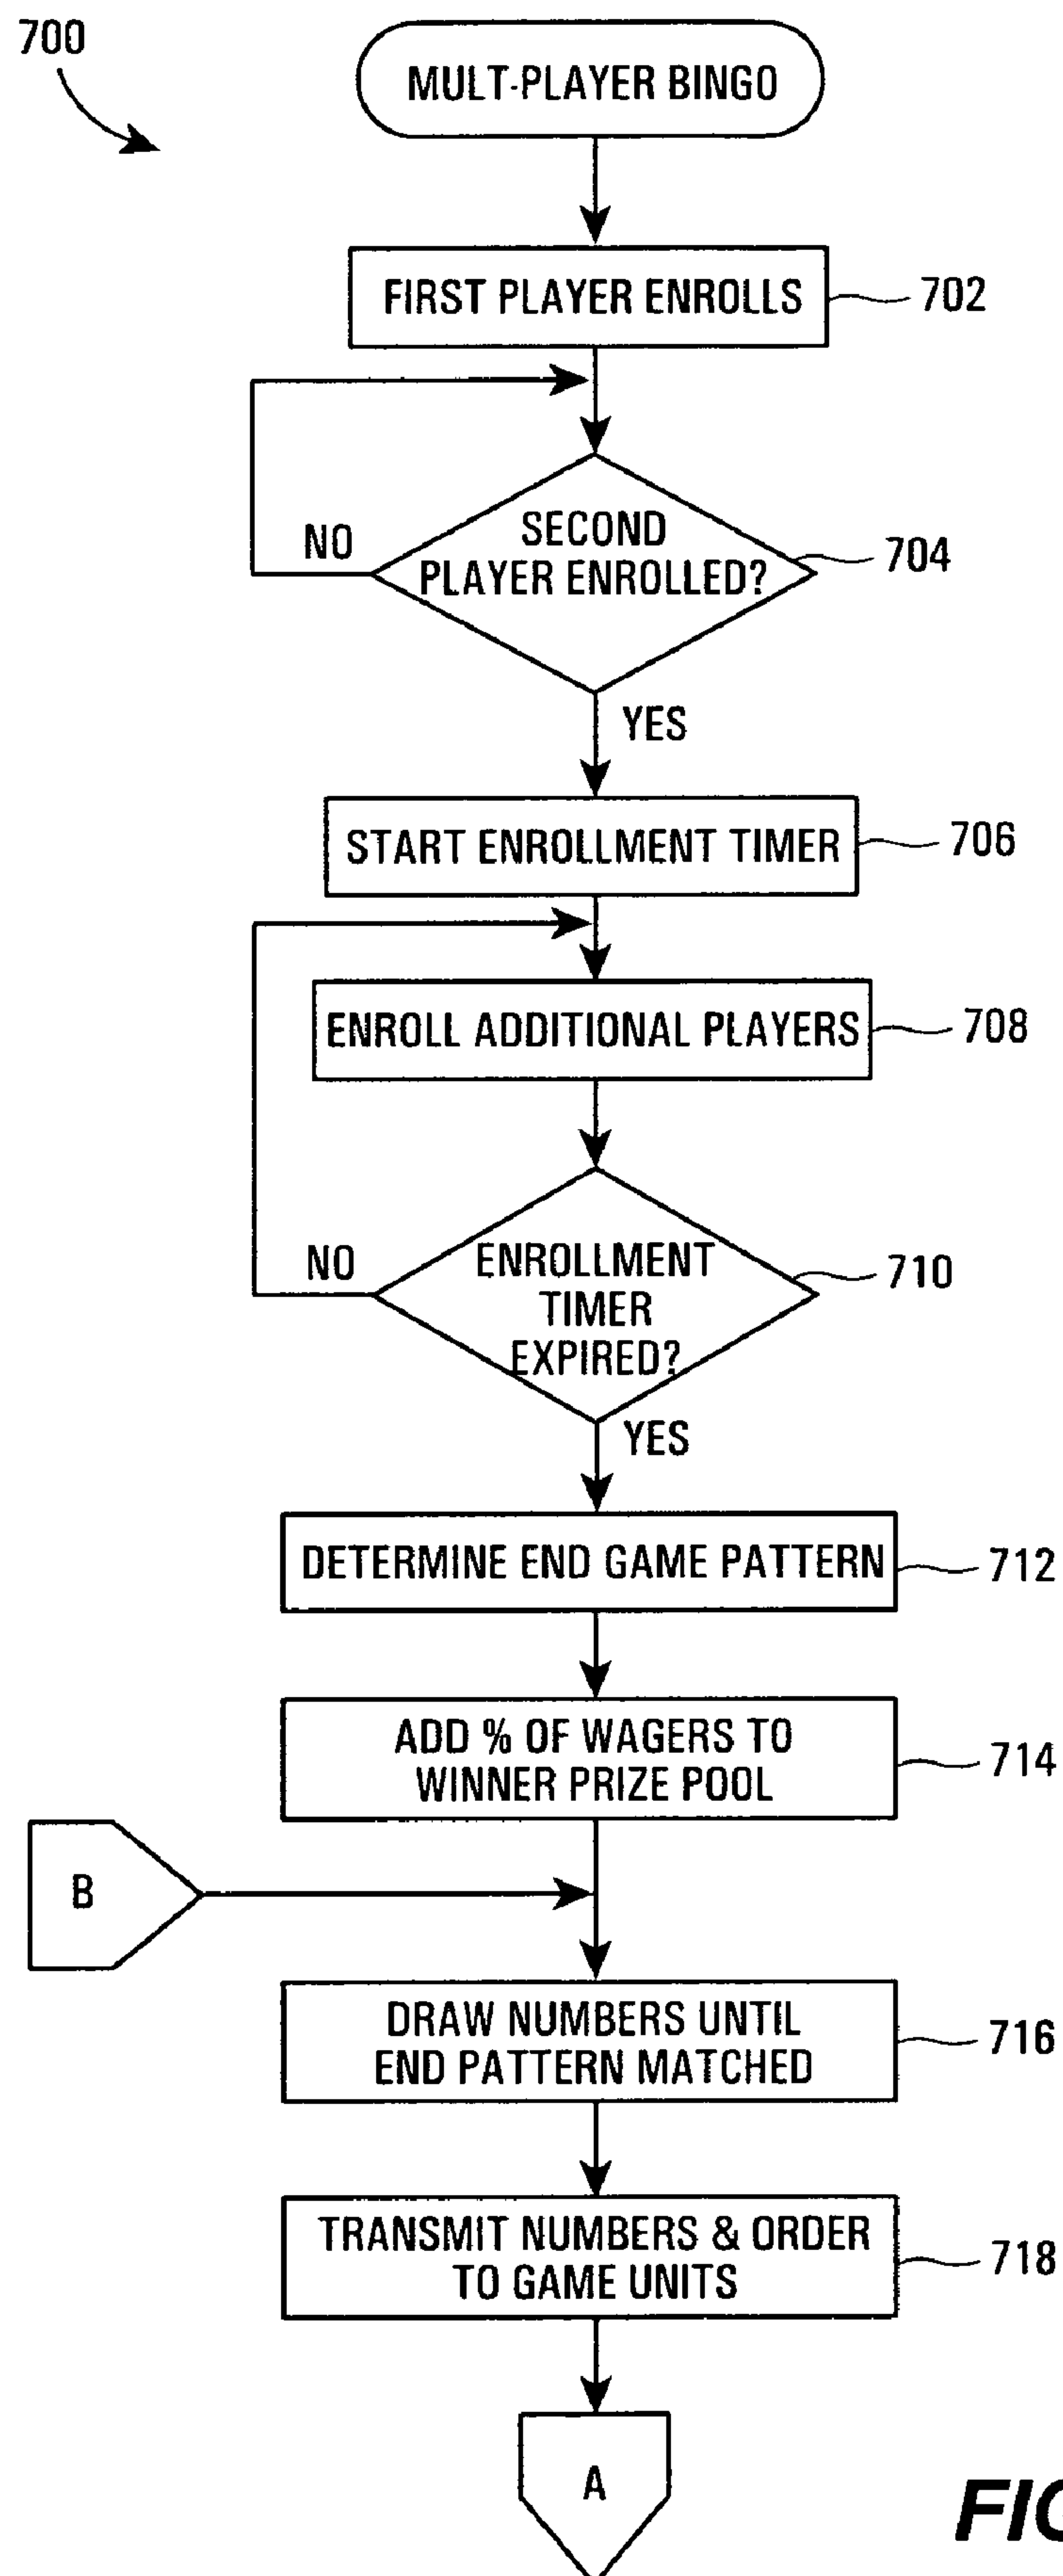 700
MULT-PLAYER BINGO
FIRST PLAYER ENROLLS
702
NO
SECOND
PLAYER ENROLLED?
704
YES
START ENROLLMENT TIMER
706
ENROLL ADDITIONAL PLAYERS
708
NO
ENROLLMENT
TIMER
EXPIRED?
710
YES
DETERMINE END GAME PATTERN
712
ADD % OF WAGERS TO
WINNER PRIZE POOL
714
B
DRAW NUMBERS UNTIL
END PATTERN MATCHED
716
TRANSMIT NUMBERS & ORDER
TO GAME UNITS
718
A